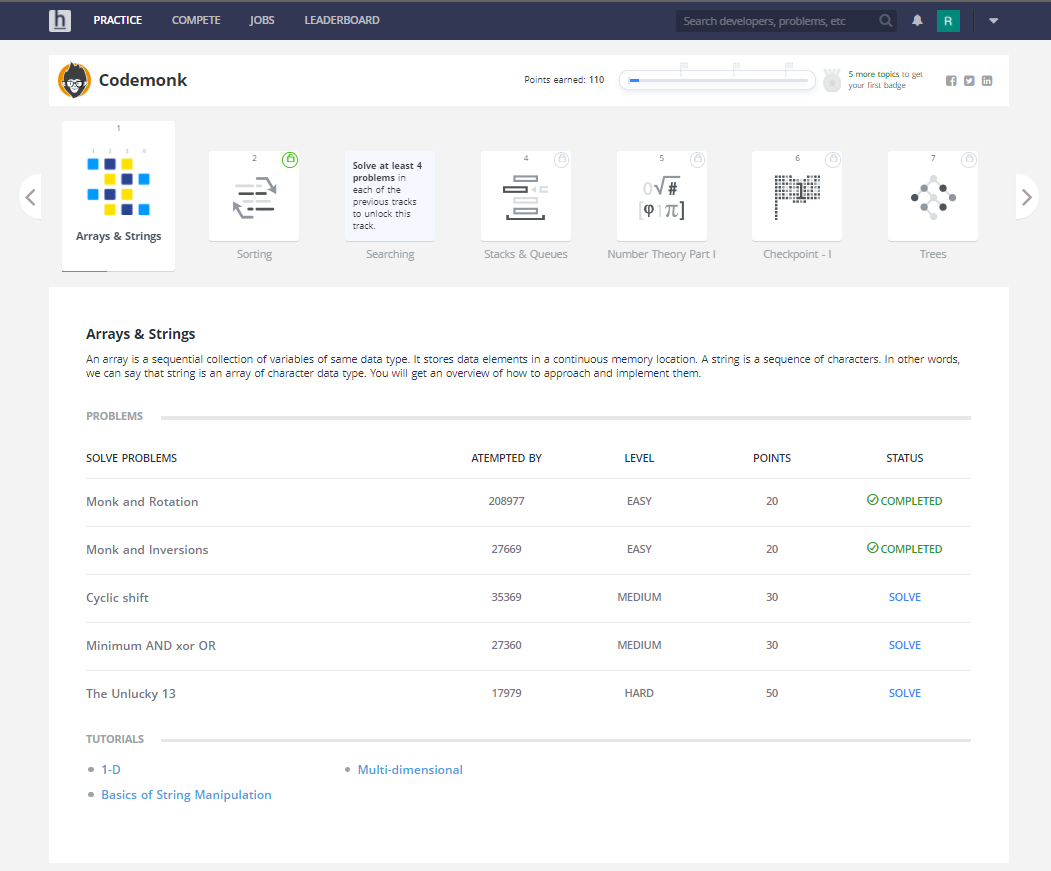 h PRACTICE COMPETE JOBS LEADERBOARD Search developers, problems, etc R
Codemonk
Points earned: 110
5 more topics to get
your first badge
1
1 2 3 4
Arrays & Strings
2
Sorting
Solve at least 4
problems in
each of the
previous tracks
to unlock this
track.
Searching
4
Stacks & Queues
5
0√#
[φ1π]
Number Theory Part I
6
Checkpoint - I
7
Trees
Arrays & Strings
An array is a sequential collection of variables of same data type. It stores data elements in a continuous memory location. A string is a sequence of characters. In other words,
we can say that string is an array of character data type. You will get an overview of how to approach and implement them.
PROBLEMS
SOLVE PROBLEMS ATEMPTED BY LEVEL POINTS STATUS
Monk and Rotation 208977 EASY 20 COMPLETED
Monk and Inversions 27669 EASY 20 COMPLETED
Cyclic shift 35369 MEDIUM 30 SOLVE
Minimum AND xor OR 27360 MEDIUM 30 SOLVE
The Unlucky 13 17979 HARD 50 SOLVE
TUTORIALS
1-D Multi-dimensional
Basics of String Manipulation